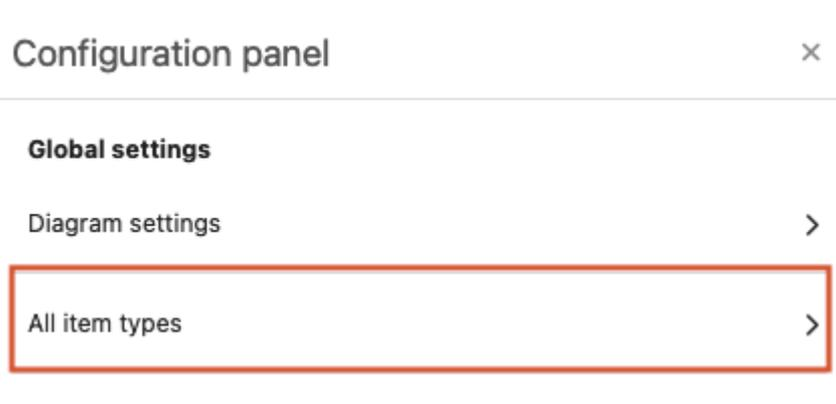 Configuration panel
Global settings
Diagram settings
All item types